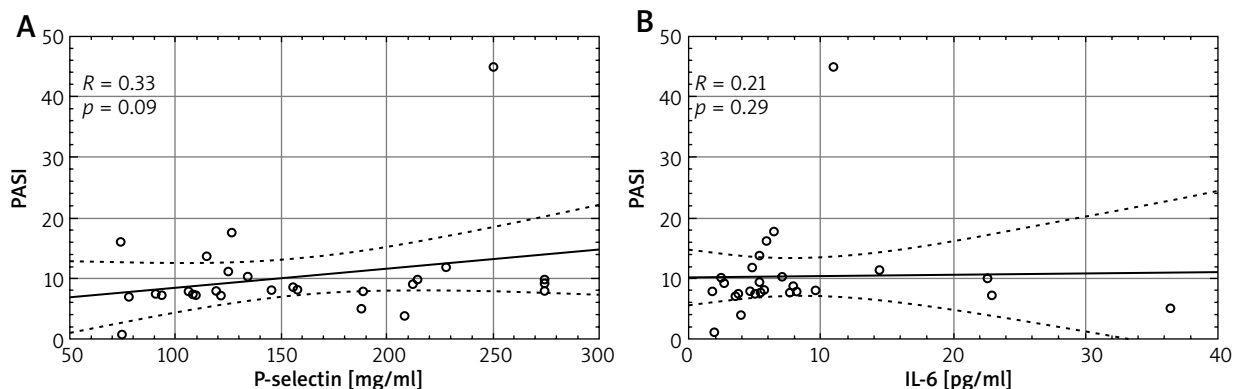 A
PASI
50
40
30
20
10
0
R = 0.33
p = 0.09
50 100 150 200 250 300
P-selectin [mg/ml]
B
PASI
50
40
30
20
10
0
R = 0.21
p = 0.29
0 10 20 30 40
IL-6 [pg/ml]